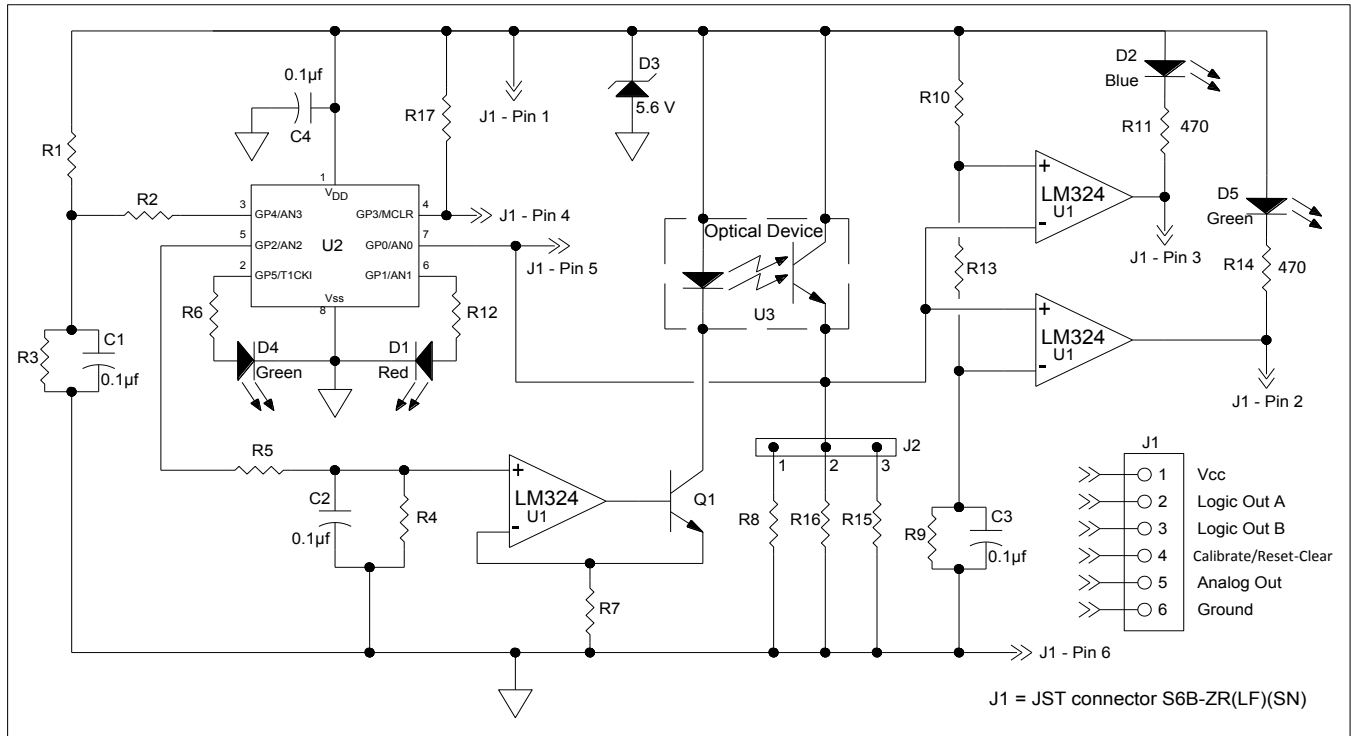 D3
5.6 V
D2
Blue
0.1µf
C4
R17
J1 - Pin 1
R10
R11
470
R1
R2
1
VDD
3
GP4/AN3
GP3/MCLR
4
J1 - Pin 4
5
GP2/AN2
U2
GP0/AN0
7
J1 - Pin 5
2
GP5/T1CKI
GP1/AN1
6
Vss
8
R6
R12
D4
Green
D1
Red
R3
C1
0.1µf
Optical Device
U3
+
LM324
U1
-
J1 - Pin 3
D5
Green
R14
470
R13
+
LM324
U1
-
J1 - Pin 2
R5
C2
0.1µf
R4
+
LM324
U1
-
Q1
R7
J2
1
2
3
R8
R16
R15
R9
C3
0.1µf
J1
1 Vcc
2 Logic Out A
3 Logic Out B
4 Calibrate/Reset-Clear
5 Analog Out
6 Ground
J1 - Pin 6
J1 = JST connector S6B-ZR(LF)(SN)